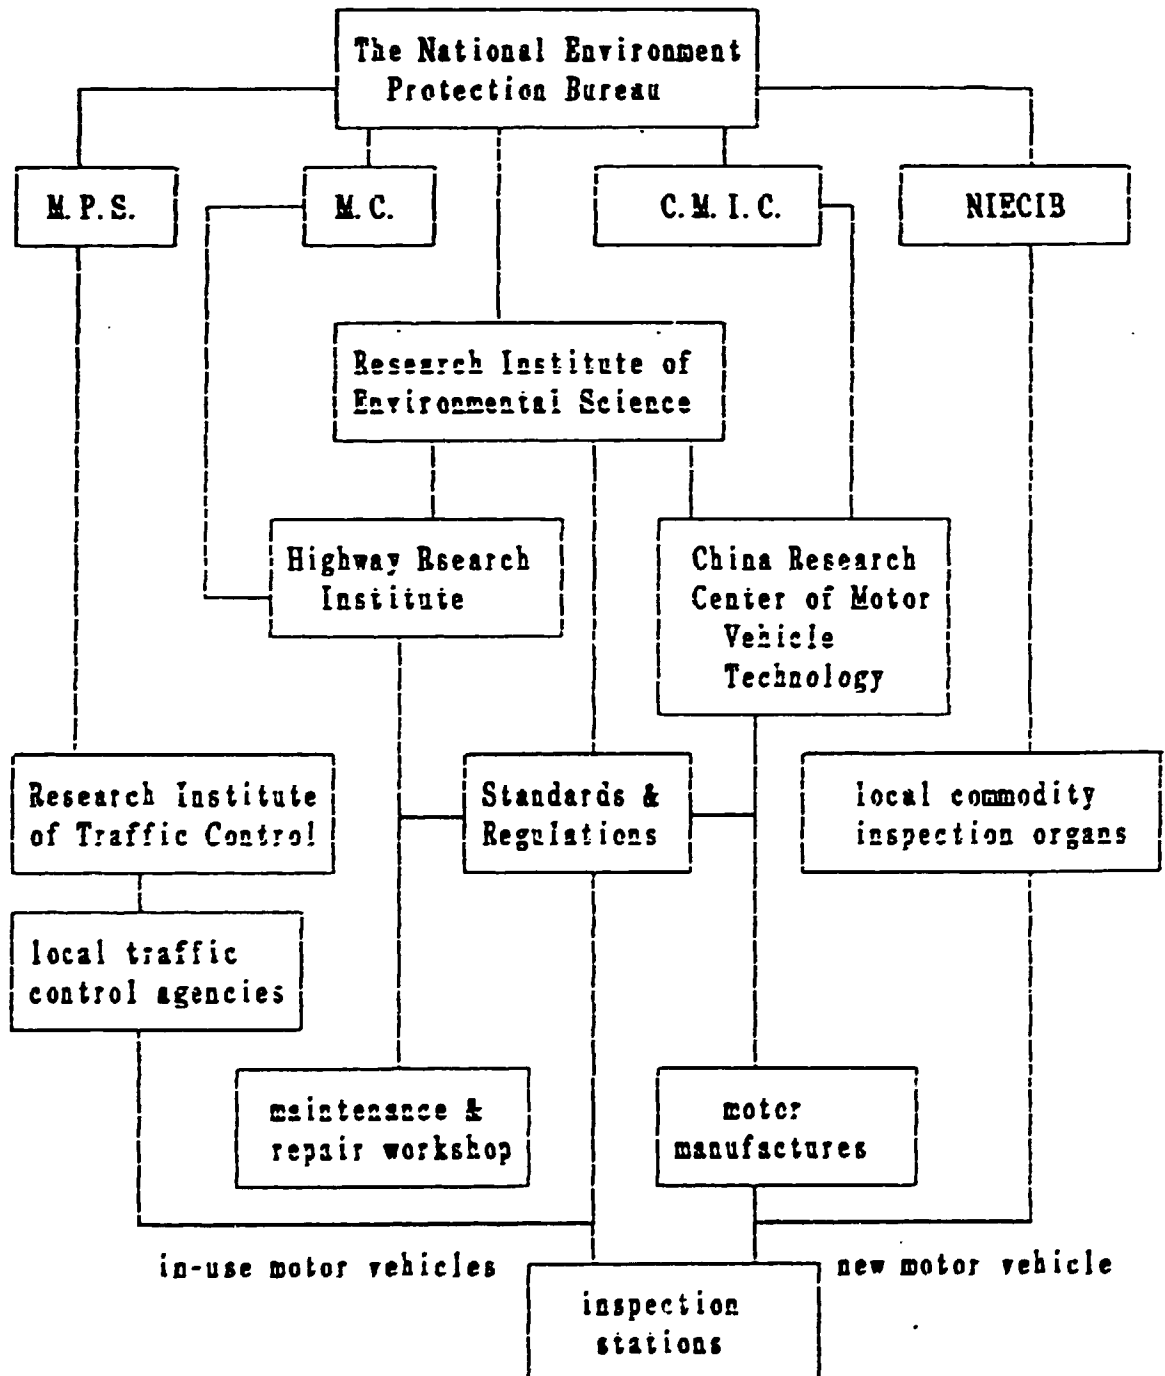 The National Environment
Protection Bureau
M.P.S.
M.C.
C.M.I.C.
NIECIB
Research Institute of
Environmental Science
Highway Rsearch
Institute
China Research
Center of Motor
Vehicle
Technology
Research Institute
of Traffic Control
Standards &
Regulations
local commodity
inspection organs
local traffic
control agencies
maintenance &
repair workshop
motor
manufactures
in-use motor vehicles
new motor vehicle
inspection
stations